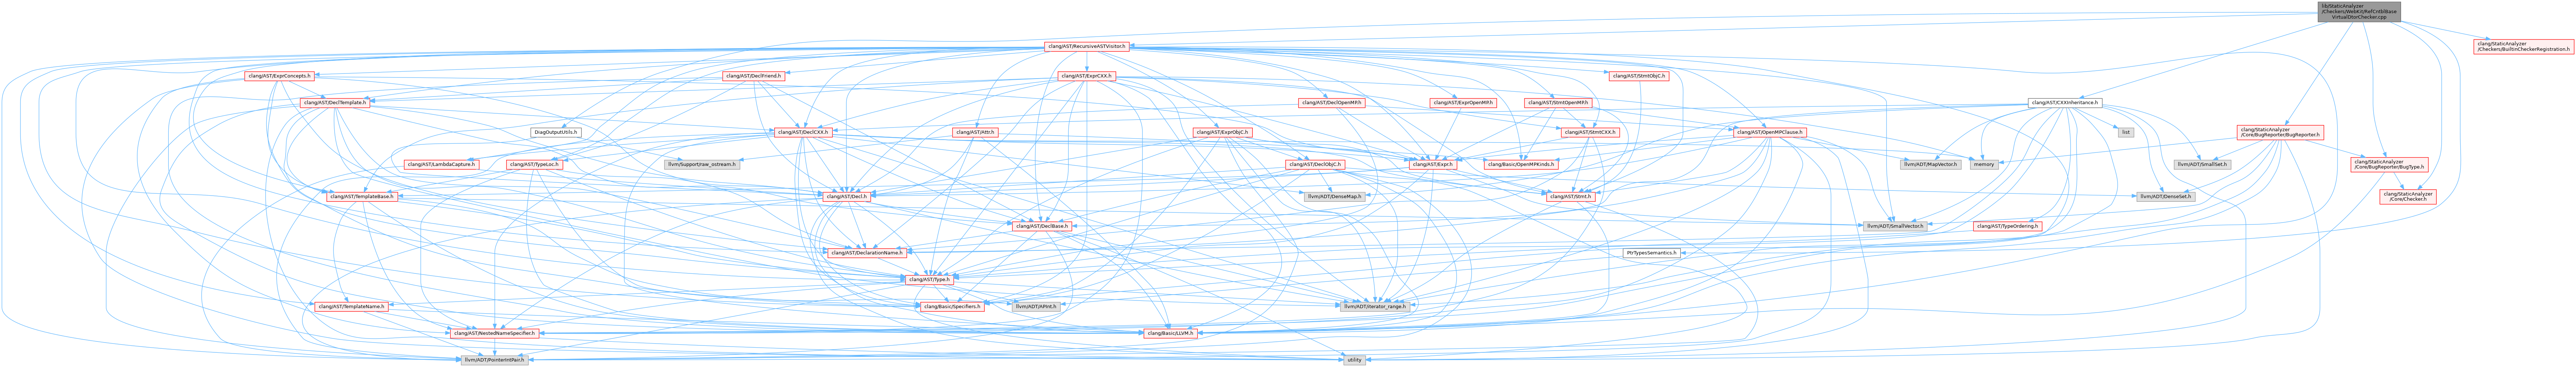 lib/StaticAnalyzer
/Checkers/WebKit/RefCntblBase
VirtualDtorChecker.cpp
clang/AST/RecursiveASTVisitor.h
clang/StaticAnalyzer
/Checkers/BuiltinCheckerRegistration.h
clang/AST/ExprConcepts.h
clang/AST/DeclFriend.h
clang/AST/ExprCXX.h
clang/AST/StmtObjC.h
clang/AST/DeclTemplate.h
clang/AST/DeclOpenMP.h
clang/AST/ExprOpenMP.h
clang/AST/StmtOpenMP.h
clang/AST/CXXInheritance.h
DiagOutputUtils.h
clang/AST/DeclCXX.h
clang/AST/Attr.h
clang/AST/ExprObjC.h
clang/AST/StmtCXX.h
clang/AST/OpenMPClause.h
list
clang/StaticAnalyzer
/Core/BugReporter/BugReporter.h
clang/AST/LambdaCapture.h
clang/AST/TypeLoc.h
llvm/Support/raw_ostream.h
clang/AST/DeclObjC.h
clang/AST/Expr.h
clang/Basic/OpenMPKinds.h
llvm/ADT/MapVector.h
memory
llvm/ADT/SmallSet.h
clang/StaticAnalyzer
/Core/BugReporter/BugType.h
clang/AST/TemplateBase.h
clang/AST/Decl.h
llvm/ADT/DenseMap.h
clang/AST/Stmt.h
llvm/ADT/DenseSet.h
clang/StaticAnalyzer
/Core/Checker.h
clang/AST/DeclBase.h
llvm/ADT/SmallVector.h
clang/AST/TypeOrdering.h
clang/AST/DeclarationName.h
PtrTypesSemantics.h
clang/AST/Type.h
clang/AST/TemplateName.h
clang/Basic/Specifiers.h
llvm/ADT/APInt.h
llvm/ADT/iterator_range.h
clang/AST/NestedNameSpecifier.h
clang/Basic/LLVM.h
llvm/ADT/PointerIntPair.h
utility